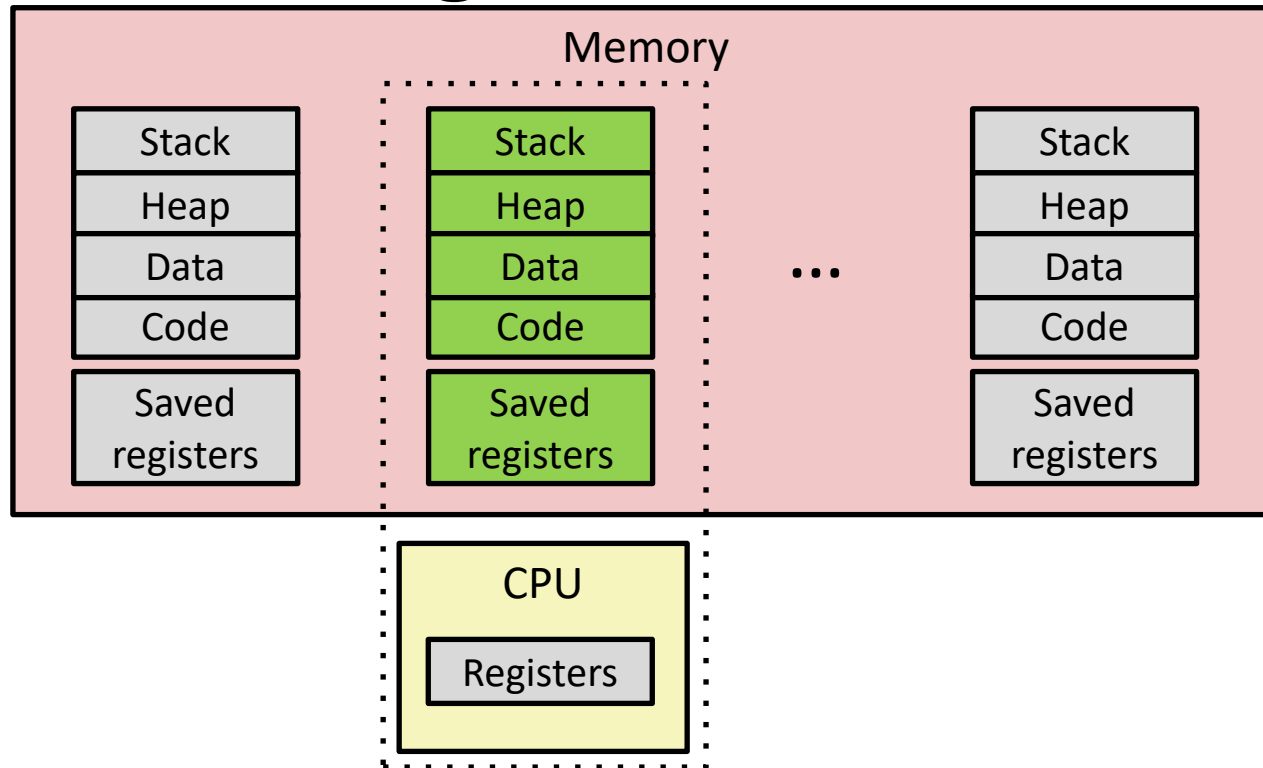 Memory
Stack
Heap
Data
Code
Saved
registers
Stack
Heap
Data
Code
Saved
registers
...
Stack
Heap
Data
Code
Saved
registers
CPU
Registers